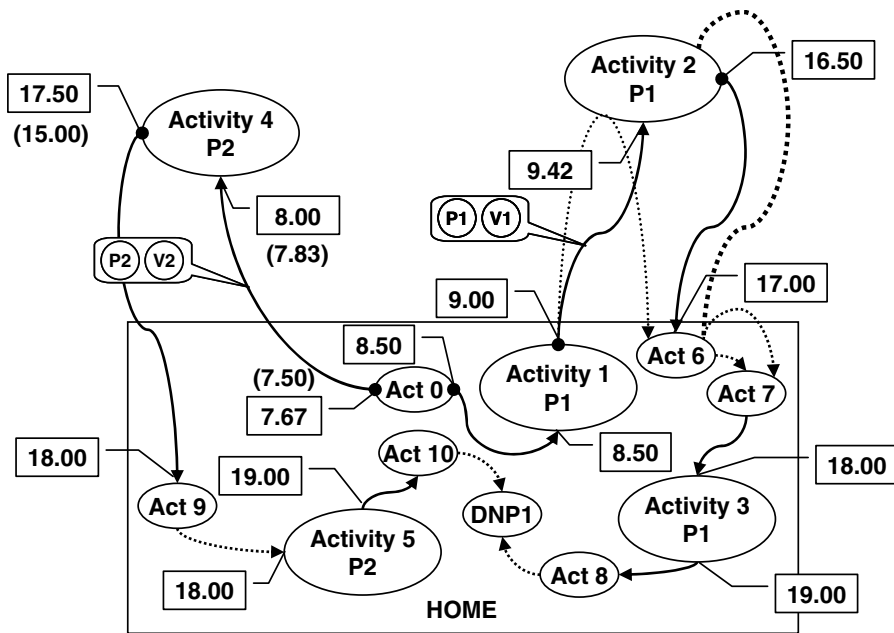 Activity 2
P1
16.50
17.50
(15.00)
Activity 4
P2
9.42
8.00
(7.83)
P1 V1
P2 V2
9.00
17.00
8.50
Act 6
(7.50)
Act 0
Activity 1
P1
Act 7
7.67
18.00
19.00
Act 10
8.50
18.00
Act 9
DNP1
Activity 3
P1
Activity 5
P2
18.00
Act 8
19.00
HOME